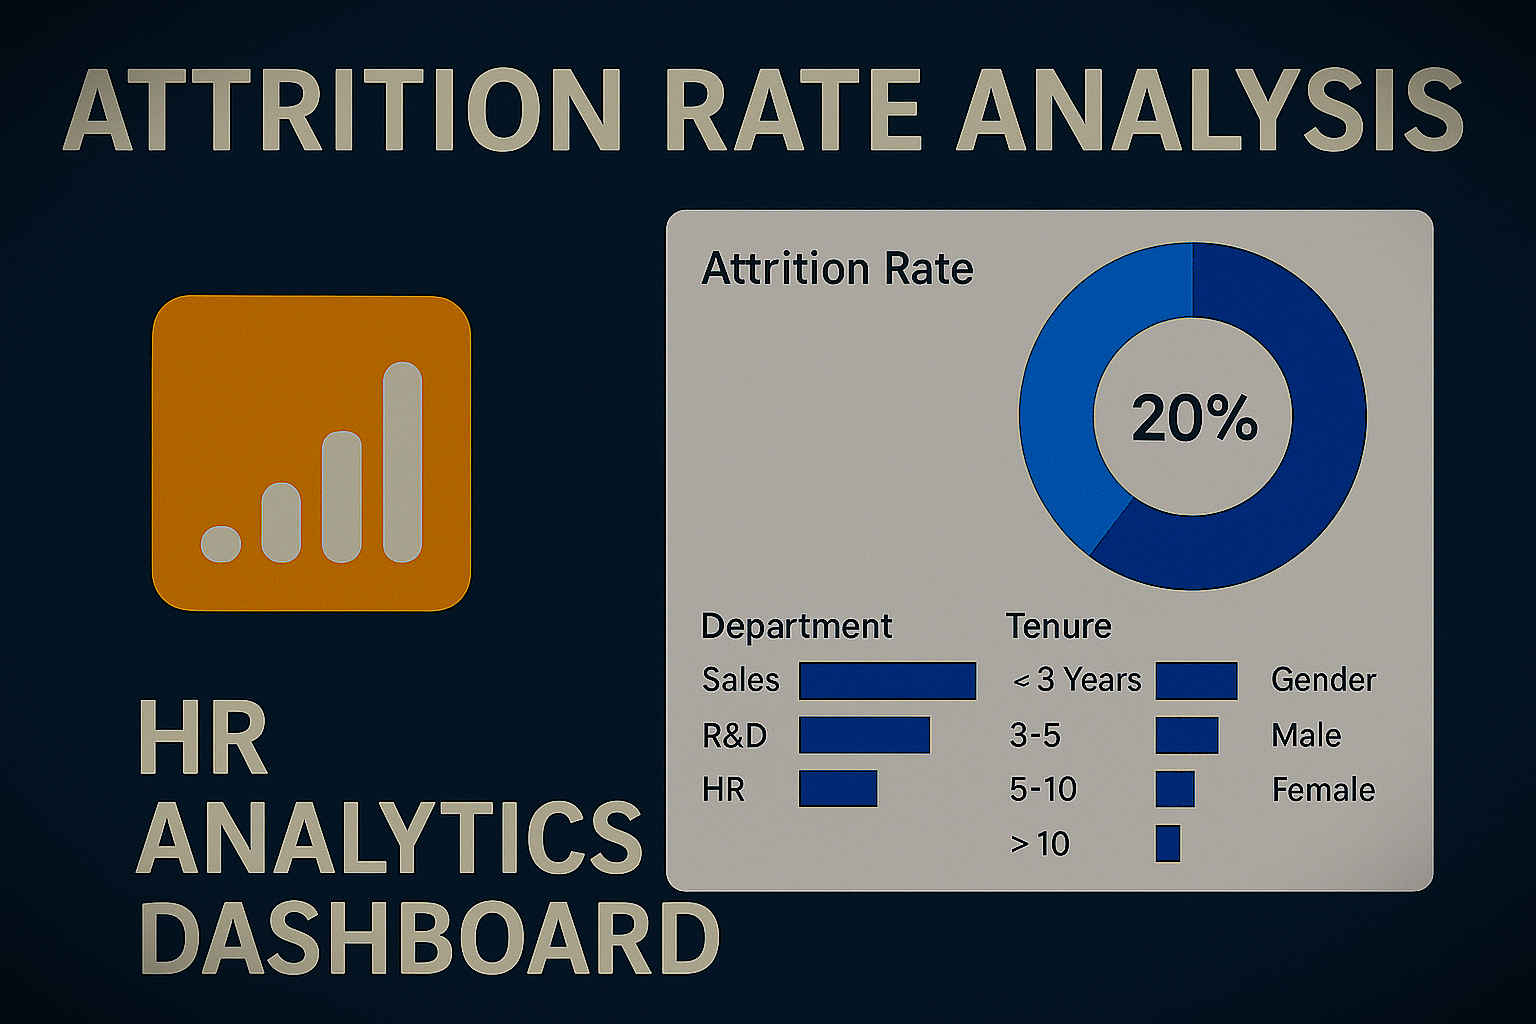 ATTRITION RATE ANALYSIS
Attrition Rate
20%
Department
Sales
R&D
HR
Tenure
< 3 Years
3-5
5-10
> 10
Gender
Male
Female
HR
ANALYTICS
DASHBOARD